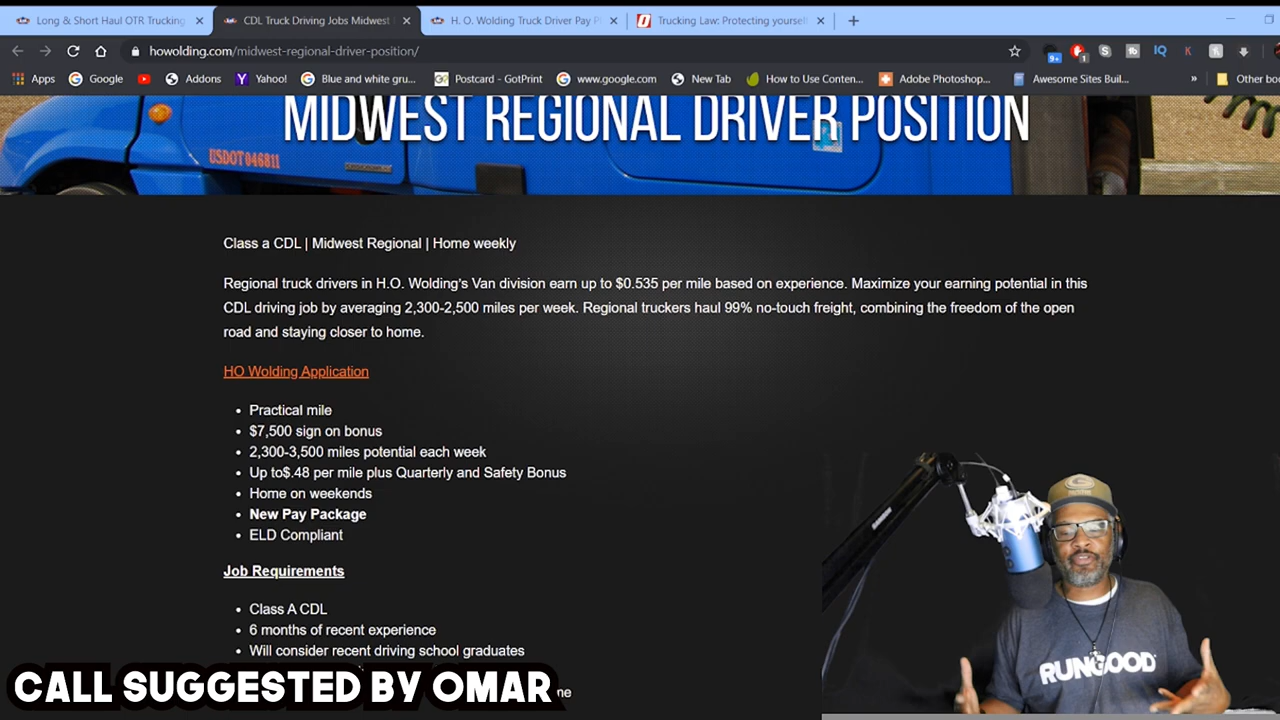 Long & Short Haul OTR Trucking
CDL Truck Driving Jobs Midwest
H. O. Wolding Truck Driver Pay P
Trucking Law: Protecting yourself
howolding.com/midwest-regional-driver-position/
9+
1
IQ
K
Apps
Google
Addons
Yahoo!
Blue and white gru...
Postcard - GotPrint
www.google.com
New Tab
How to Use Conten...
Adobe Photoshop...
Awesome Sites Buil...
»
Other boo
MIDWEST REGIONAL DRIVER POSITION
USDOT046811
Class a CDL | Midwest Regional | Home weekly
Regional truck drivers in H.O. Wolding's Van division earn up to $0.535 per mile based on experience. Maximize your earning potential in this
CDL driving job by averaging 2,300-2,500 miles per week. Regional truckers haul 99% no-touch freight, combining the freedom of the open
road and staying closer to home.
HO Wolding Application
• Practical mile
• $7,500 sign on bonus
• 2,300-3,500 miles potential each week
• Up to$.48 per mile plus Quarterly and Safety Bonus
• Home on weekends
• New Pay Package
• ELD Compliant
Job Requirements
• Class A CDL
• 6 months of recent experience
• Will consider recent driving school graduates
CALL SUGGESTED BY OMAR
ne
G
RUNGOOD